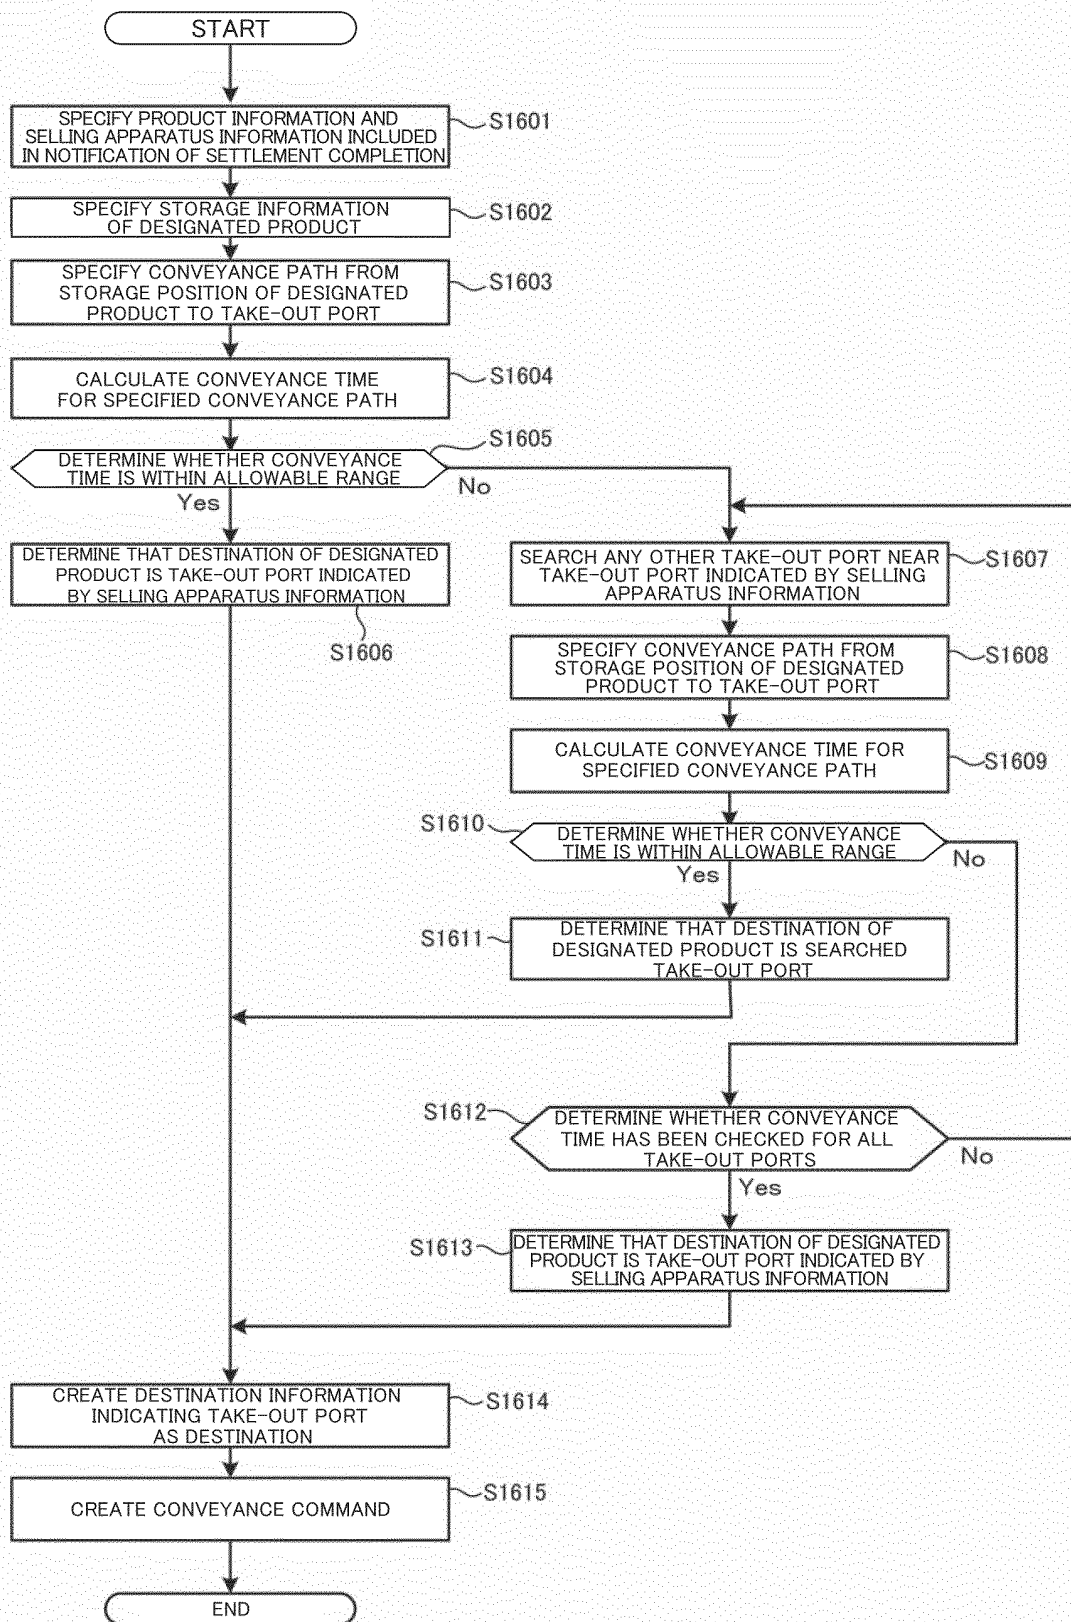 START
SPECIFY PRODUCT INFORMATION AND
SELLING APPARATUS INFORMATION INCLUDED
IN NOTIFICATION OF SETTLEMENT COMPLETION
S1601
SPECIFY STORAGE INFORMATION
OF DESIGNATED PRODUCT
S1602
SPECIFY CONVEYANCE PATH FROM
STORAGE POSITION OF DESIGNATED
PRODUCT TO TAKE-OUT PORT
S1603
CALCULATE CONVEYANCE TIME
FOR SPECIFIED CONVEYANCE PATH
S1604
S1605
DETERMINE WHETHER CONVEYANCE
TIME IS WITHIN ALLOWABLE RANGE
Yes
No
DETERMINE THAT DESTINATION OF DESIGNATED
PRODUCT IS TAKE-OUT PORT INDICATED
BY SELLING APPARATUS INFORMATION
S1606
SEARCH ANY OTHER TAKE-OUT PORT NEAR
TAKE-OUT PORT INDICATED BY SELLING
APPARATUS INFORMATION
S1607
SPECIFY CONVEYANCE PATH FROM
STORAGE POSITION OF DESIGNATED
PRODUCT TO TAKE-OUT PORT
S1608
CALCULATE CONVEYANCE TIME FOR
SPECIFIED CONVEYANCE PATH
S1609
S1610
DETERMINE WHETHER CONVEYANCE
TIME IS WITHIN ALLOWABLE RANGE
Yes
No
S1611
DETERMINE THAT DESTINATION OF
DESIGNATED PRODUCT IS SEARCHED
TAKE-OUT PORT
S1612
DETERMINE WHETHER CONVEYANCE
TIME HAS BEEN CHECKED FOR ALL
TAKE-OUT PORTS
No
Yes
S1613
DETERMINE THAT DESTINATION OF DESIGNATED
PRODUCT IS TAKE-OUT PORT INDICATED BY
SELLING APPARATUS INFORMATION
CREATE DESTINATION INFORMATION
INDICATING TAKE-OUT PORT
AS DESTINATION
S1614
CREATE CONVEYANCE COMMAND
S1615
END